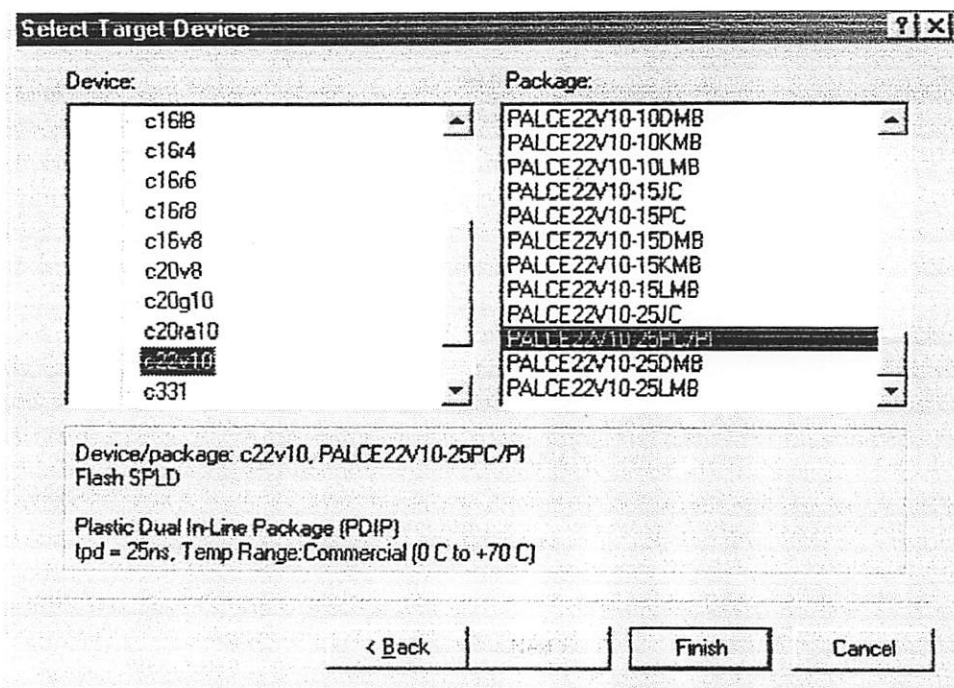 Select Target Device
Device:
c16l8
c16r4
c16r6
c16r8
c16v8
c20v8
c20g10
c20ra10
c22v10
c331
Package:
PALCE22V10-10DMB
PALCE22V10-10KMB
PALCE22V10-10LMB
PALCE22V10-15JC
PALCE22V10-15PC
PALCE22V10-15DMB
PALCE22V10-15KMB
PALCE22V10-15LMB
PALCE22V10-25JC
PALCE22V10-25PC/PI
PALCE22V10-25DMB
PALCE22V10-25LMB
Device/package: c22v10, PALCE22V10-25PC/PI
Flash SPLD
Plastic Dual In-Line Package (PDIP)
tpd = 25ns, Temp Range:Commercial (0 C to +70 C)
< Back
Finish
Cancel